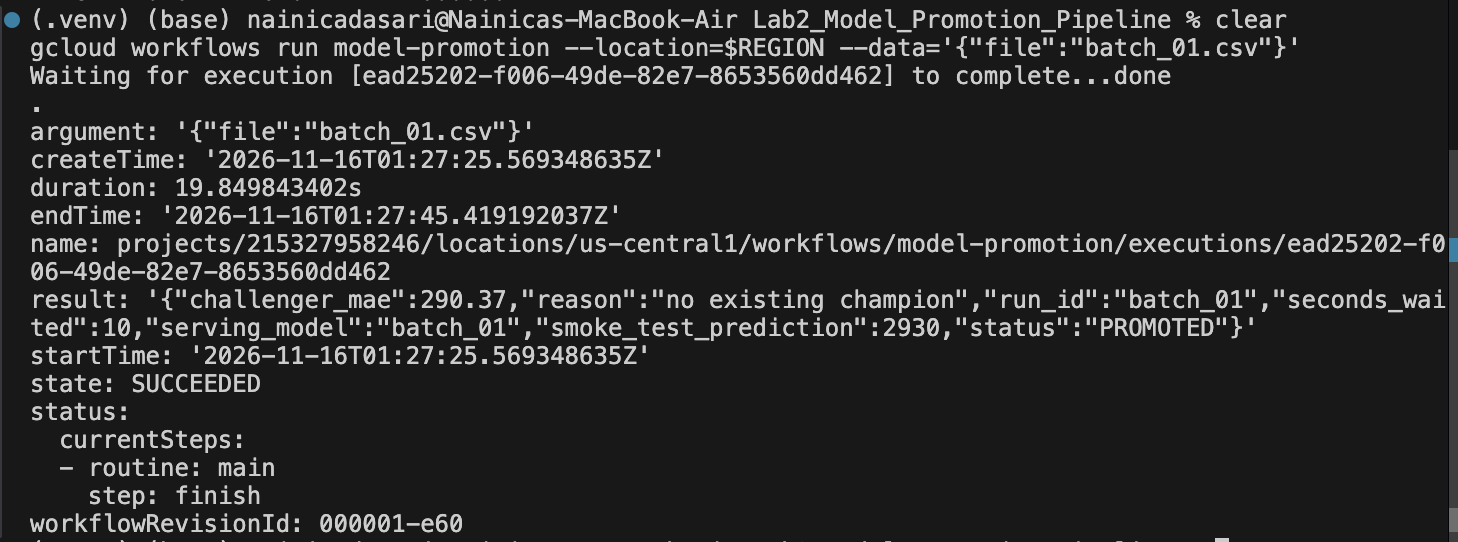 (.venv) (base) nainicadasari@Nainicas-MacBook-Air Lab2_Model_Promotion_Pipeline % clear
gcloud workflows run model-promotion --location=$REGION --data='{"file":"batch_01.csv"}'
Waiting for execution [ead25202-f006-49de-82e7-8653560dd462] to complete...done
.
argument: '{"file":"batch_01.csv"}'
createTime: '2026-11-16T01:27:25.569348635Z'
duration: 19.849843402s
endTime: '2026-11-16T01:27:45.419192037Z'
name: projects/215327958246/locations/us-central1/workflows/model-promotion/executions/ead25202-f0
06-49de-82e7-8653560dd462
result: '{"challenger_mae":290.37,"reason":"no existing champion","run_id":"batch_01","seconds_wai
ted":10,"serving_model":"batch_01","smoke_test_prediction":2930,"status":"PROMOTED"}'
startTime: '2026-11-16T01:27:25.569348635Z'
state: SUCCEEDED
status:
  currentSteps:
  - routine: main
    step: finish
workflowRevisionId: 000001-e60